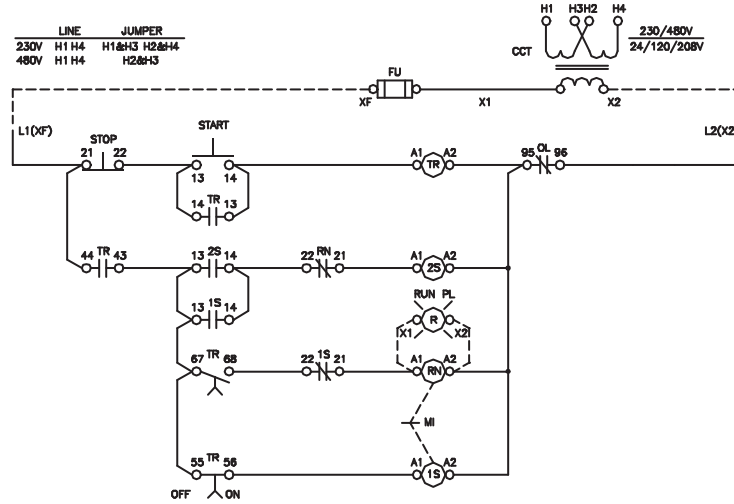 H1 H3 H2 H4
LINE JUMPER
230V H1 H4 H1&H3 H2&H4
480V H1 H4 H2&H3
CCT
230/480V
24/120/208V
FU
XF X1 X2
L1(XF) L2(X2
STOP START
21 22 13 14 A1 TR A2 95 OL 96
14 TR 13
44 TR 43 13 2S 14 22 RN 21 A1 2S A2
RUN PL
13 1S 14 X1 R X2
67 TR 68 22 1S 21 A1 RN A2
MI
55 TR 56 A1 1S A2
OFF ON